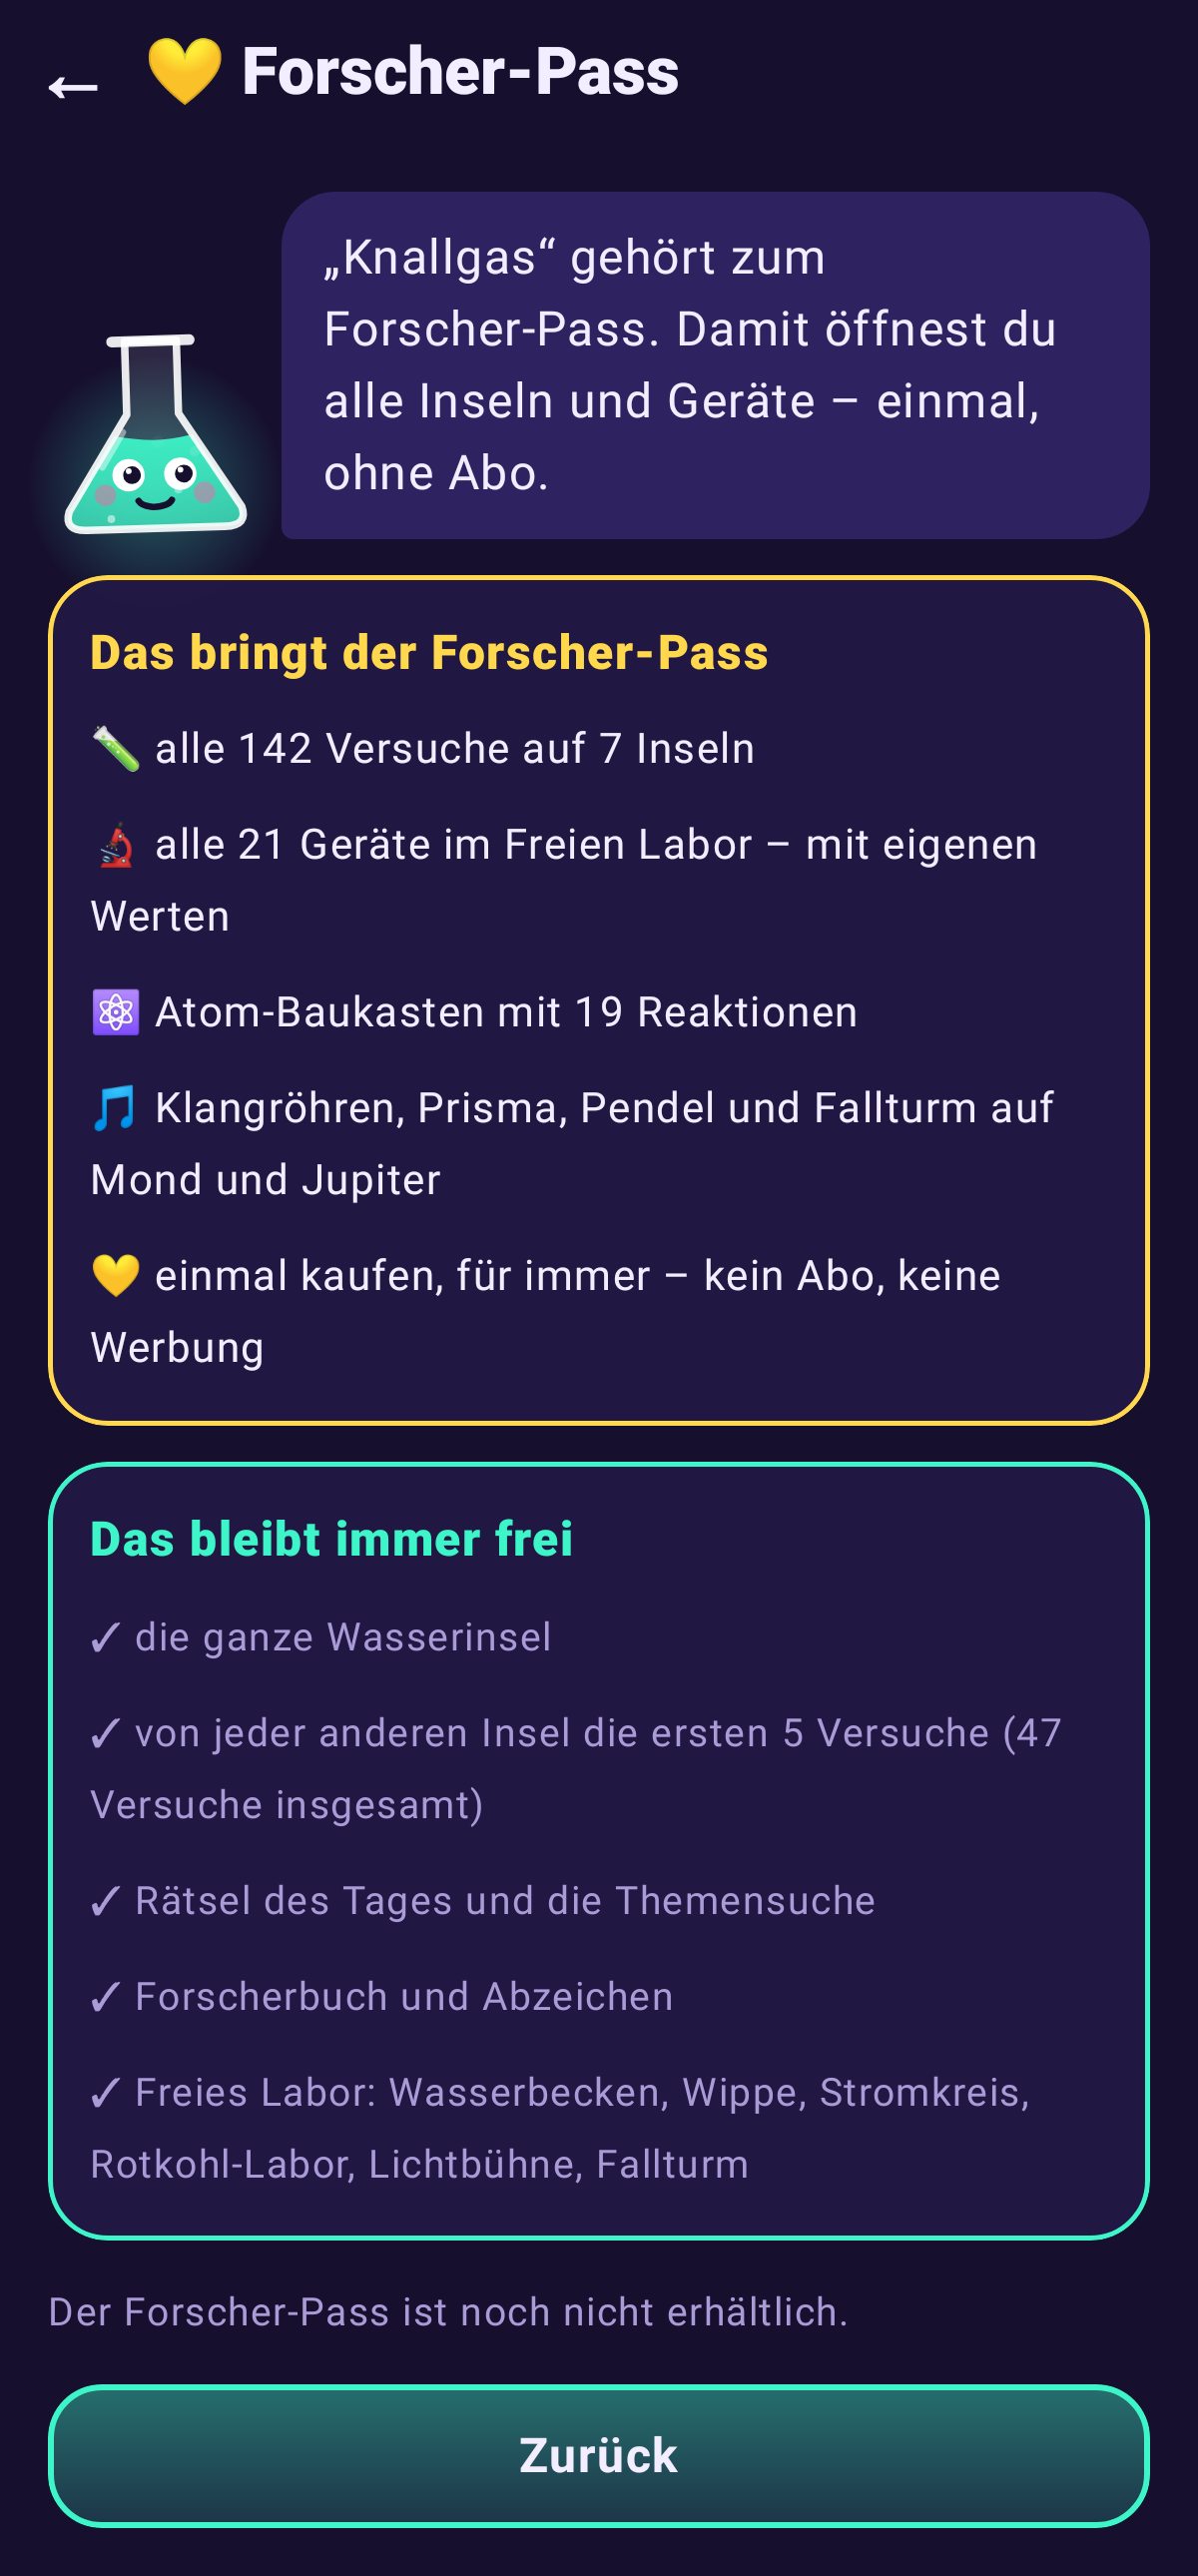 ← 💛 Forscher-Pass
„Knallgas“ gehört zum
Forscher-Pass. Damit öffnest du
alle Inseln und Geräte – einmal,
ohne Abo.
Das bringt der Forscher-Pass
🧪 alle 142 Versuche auf 7 Inseln
🔬 alle 21 Geräte im Freien Labor – mit eigenen
Werten
⚛️ Atom-Baukasten mit 19 Reaktionen
🎵 Klangröhren, Prisma, Pendel und Fallturm auf
Mond und Jupiter
💛 einmal kaufen, für immer – kein Abo, keine
Werbung
Das bleibt immer frei
✓ die ganze Wasserinsel
✓ von jeder anderen Insel die ersten 5 Versuche (47
Versuche insgesamt)
✓ Rätsel des Tages und die Themensuche
✓ Forscherbuch und Abzeichen
✓ Freies Labor: Wasserbecken, Wippe, Stromkreis,
Rotkohl-Labor, Lichtbühne, Fallturm
Der Forscher-Pass ist noch nicht erhältlich.
Zurück